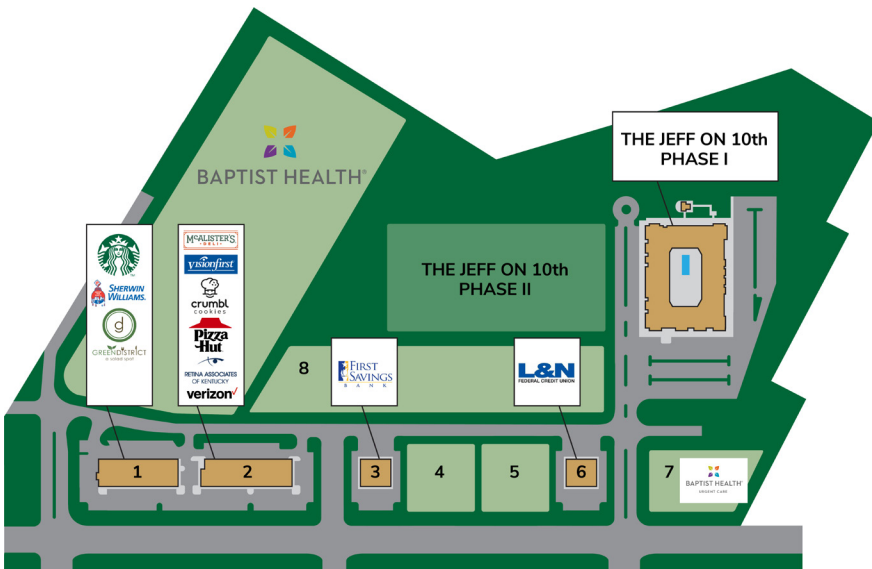 BAPTIST HEALTH®
THE JEFF ON 10th
PHASE I
THE JEFF ON 10th
PHASE II
SHERWIN
WILLIAMS.
d
GREENDISTRICT
MCALISTER'S
DELI
visionfirst
crumbl
cookies
Pizza
Hut
RETINA ASSOCIATES
OF KENTUCKY
verizon
8
FIRST
SAVINGS
BANK
L&N
FEDERAL CREDIT UNION
1
2
3
4
5
6
7
BAPTIST HEALTH
URGENT CARE